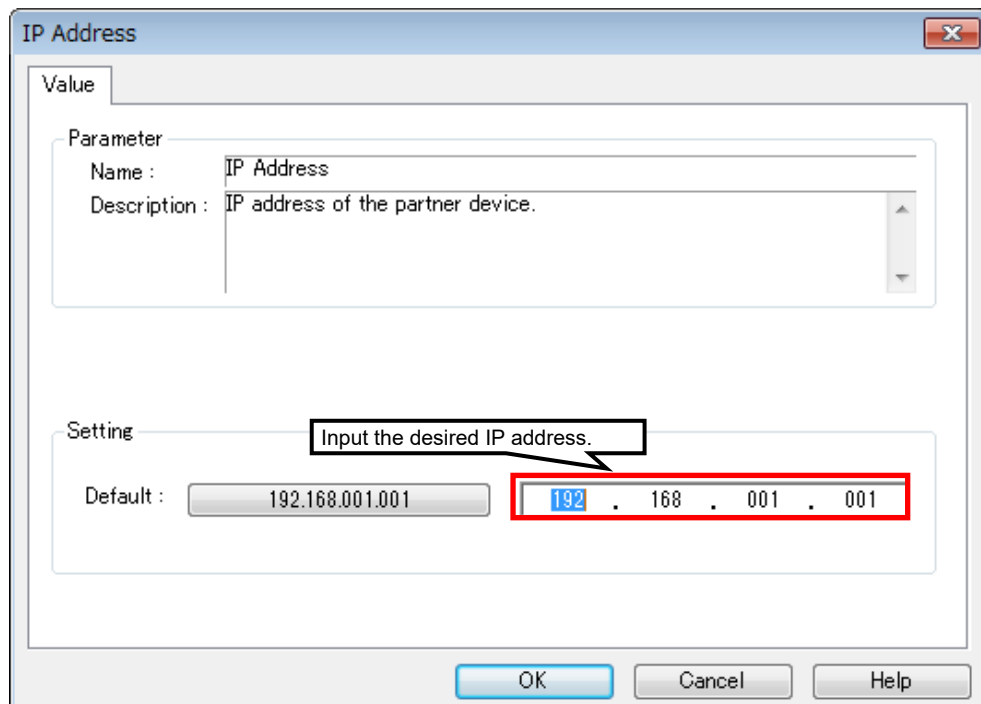 IP Address
Value
Parameter
Name : IP Address
Description : IP address of the partner device.
Setting
Input the desired IP address.
Default : 192.168.001.001 192 . 168 . 001 . 001
OK Cancel Help